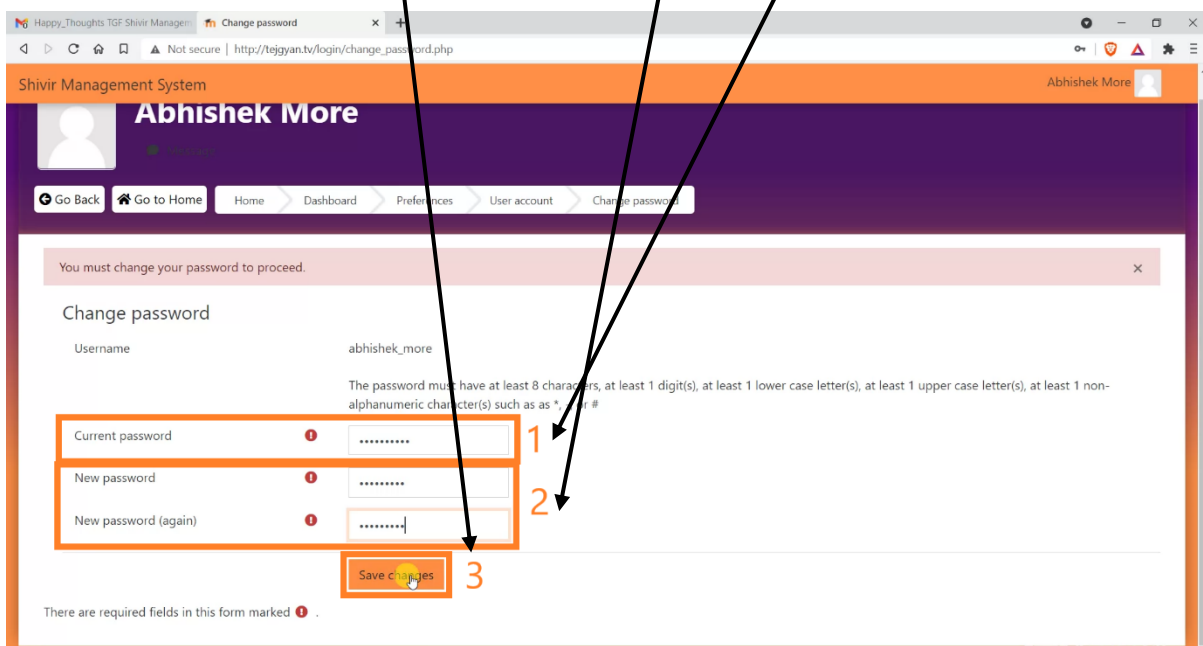 Happy_Thoughts TGF Shivir Managem
Change password
Not secure | http://tejgyan.tv/login/change_password.php
Shivir Management System
Abhishek More
Abhishek More
Go Back
Go to Home
Home
Dashboard
Preferences
User account
Change password
You must change your password to proceed.
Change password
Username
abhishek_more
The password must have at least 8 characters, at least 1 digit(s), at least 1 lower case letter(s), at least 1 upper case letter(s), at least 1 non-
alphanumeric character(s) such as as *, or #
Current password
1
New password
2
New password (again)
Save changes
3
There are required fields in this form marked .